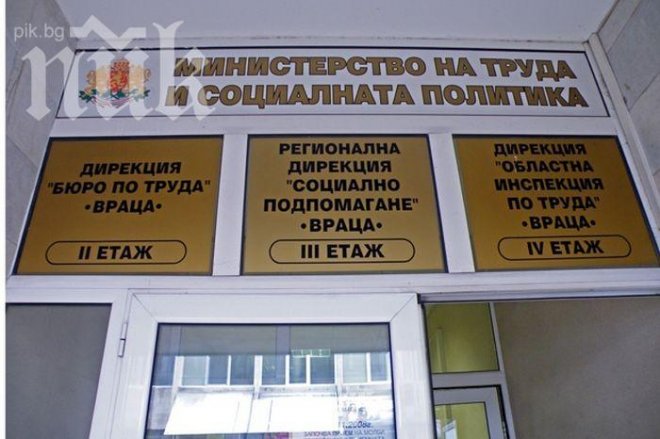 pik.bg
пик
МИНИСТЕРСТВО НА ТРУДА
И СОЦИАЛНАТА ПОЛИТИКА
ДИРЕКЦИЯ
"БЮРО ПО ТРУДА"
•ВРАЦА•
II ЕТАЖ
РЕГИОНАЛНА
ДИРЕКЦИЯ
"СОЦИАЛНО
ПОДПОМАГАНЕ"
•ВРАЦА•
III ЕТАЖ
ДИРЕКЦИЯ
"ОБЛАСТНА
ИНСПЕКЦИЯ
ПО ТРУДА"
•ВРАЦА•
IV ЕТАЖ